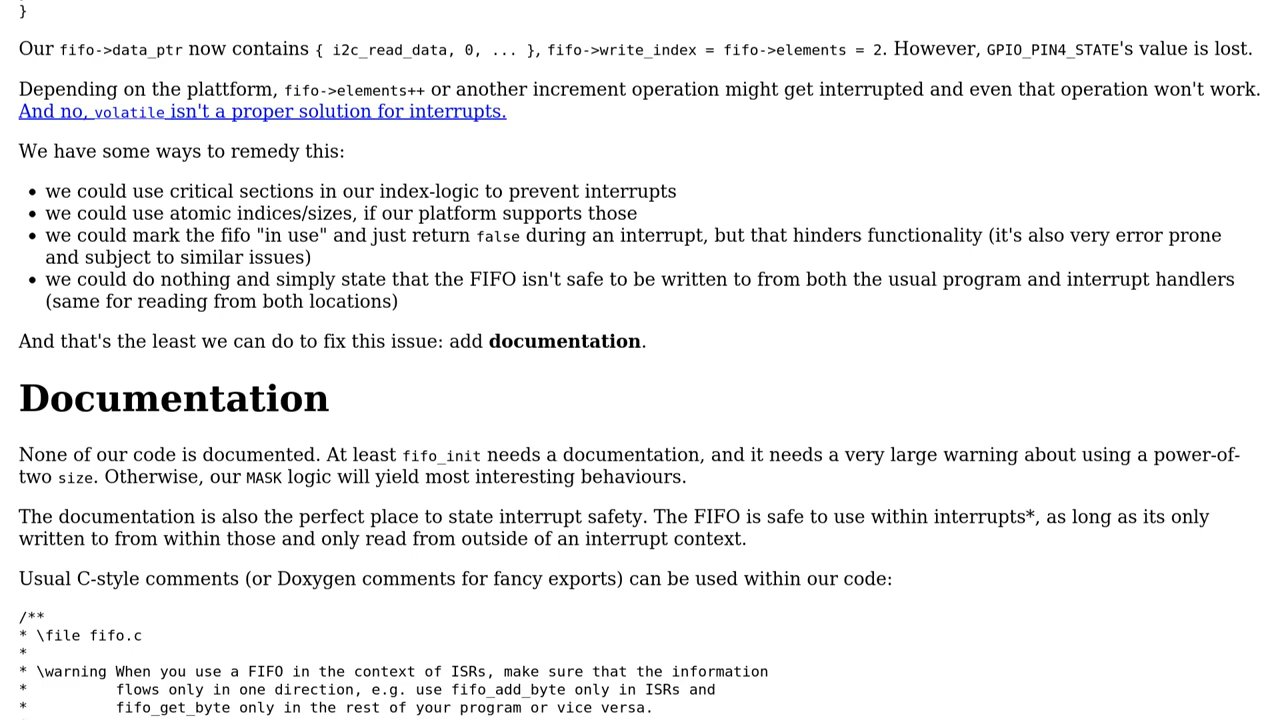 }
Our fifo->data_ptr now contains { i2c_read_data, 0, ... }, fifo->write_index = fifo->elements = 2. However, GPIO_PIN4_STATE's value is lost.
Depending on the plattform, fifo->elements++ or another increment operation might get interrupted and even that operation won't work.
And no, volatile isn't a proper solution for interrupts.
We have some ways to remedy this:
• we could use critical sections in our index-logic to prevent interrupts
• we could use atomic indices/sizes, if our platform supports those
• we could mark the fifo "in use" and just return false during an interrupt, but that hinders functionality (it's also very error prone
and subject to similar issues)
• we could do nothing and simply state that the FIFO isn't safe to be written to from both the usual program and interrupt handlers
(same for reading from both locations)
And that's the least we can do to fix this issue: add documentation.
Documentation
None of our code is documented. At least fifo_init needs a documentation, and it needs a very large warning about using a power-of-
two size. Otherwise, our MASK logic will yield most interesting behaviours.
The documentation is also the perfect place to state interrupt safety. The FIFO is safe to use within interrupts*, as long as its only
written to from within those and only read from outside of an interrupt context.
Usual C-style comments (or Doxygen comments for fancy exports) can be used within our code:
/**
* \file fifo.c
*
* \warning When you use a FIFO in the context of ISRs, make sure that the information
*          flows only in one direction, e.g. use fifo_add_byte only in ISRs and
*          fifo_get_byte only in the rest of your program or vice versa.